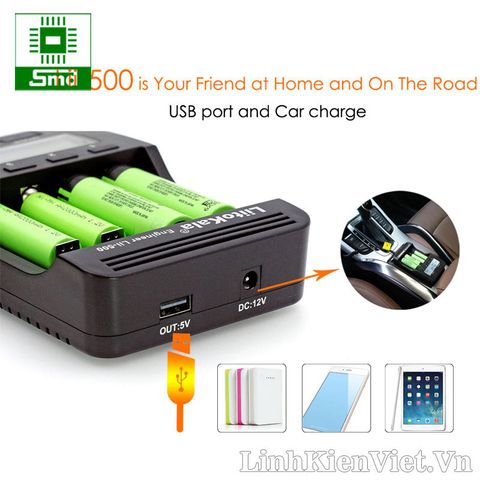 Smd
500 is Your Friend at Home and On The Road
USB port and Car charge
LiitoKala
Engineer Lii-500
OUT:5V
DC:12V
LinhKienViet.Vn